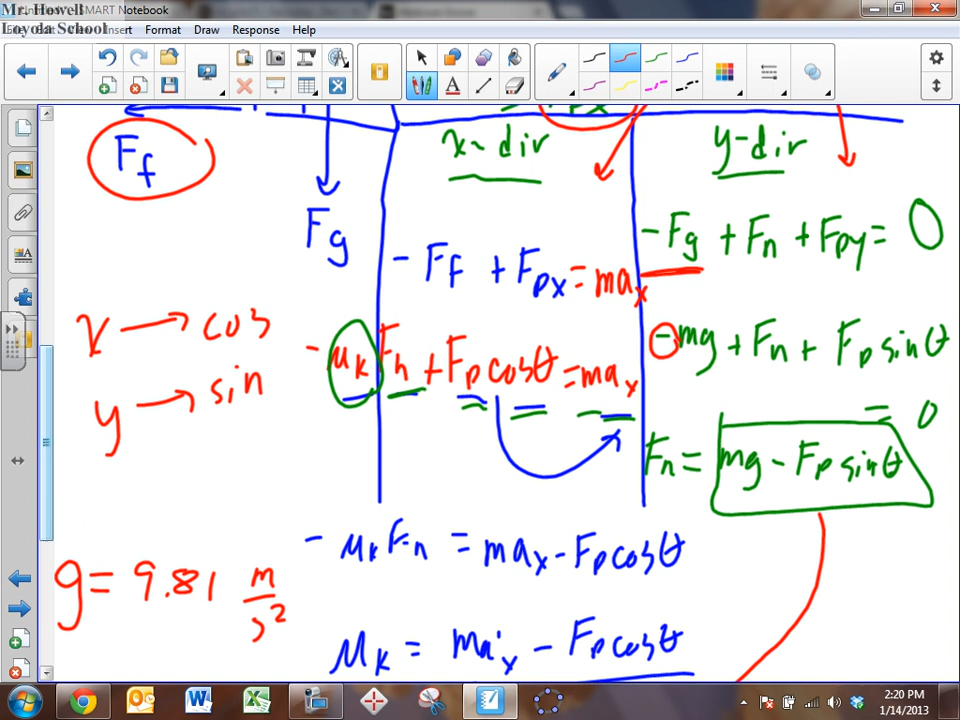 Mr. Howell
SMART Notebook
Loyola School
Insert Format Draw Response Help
x-dir
y-dir
Ff
Fg
- Ff + Fpx = max
- Fg + Fn + Fpy = 0
x → cos
y → sin
- μk Fn + Fp cosθ = max
- mg + Fn + Fp sinθ
= 0
Fn = mg - Fp sinθ
- μk Fn = max - Fp cosθ
g = 9.81 m/s²
μk = max - Fp cosθ
2:20 PM
1/14/2013